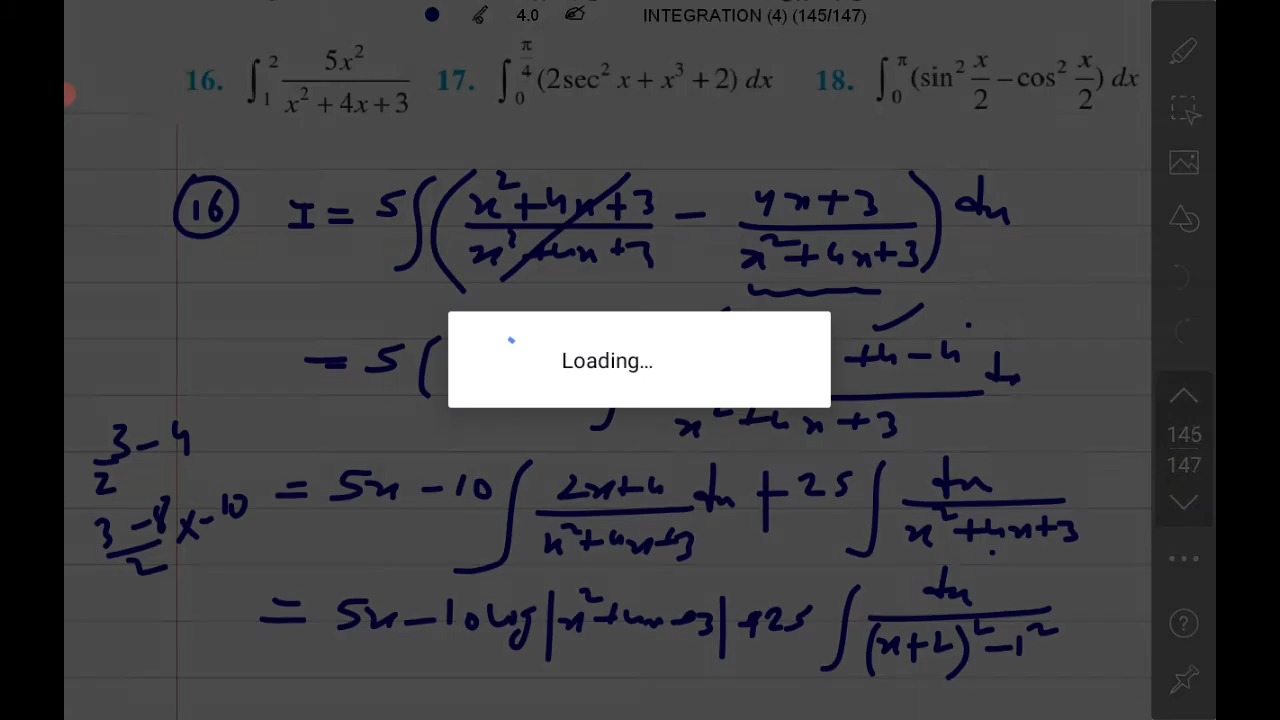 4.0 INTEGRATION (4) (145/147)
16. ∫₁² 5x²/(x² + 4x + 3) 17. ∫₀^(π/4) (2sec² x + x³ + 2) dx 18. ∫₀^π (sin² x/2 − cos² x/2) dx
(16) I = 5 ∫ ( (x²+4x+3)/(x²+4x+3) − (4x+3)/(x²+4x+3) ) dx
= 5 ( +4 − 4 / x²+4x+3 dx
Loading...
145
147
3/2 − 4
(3−8)/2 x −10
= 5x − 10 ∫ (2x+4)/(x²+4x+3) dx + 25 ∫ dx/(x²+4x+3)
= 5x − 10 log |x²+4x+3| + 25 ∫ dx/((x+2)² − 1²)